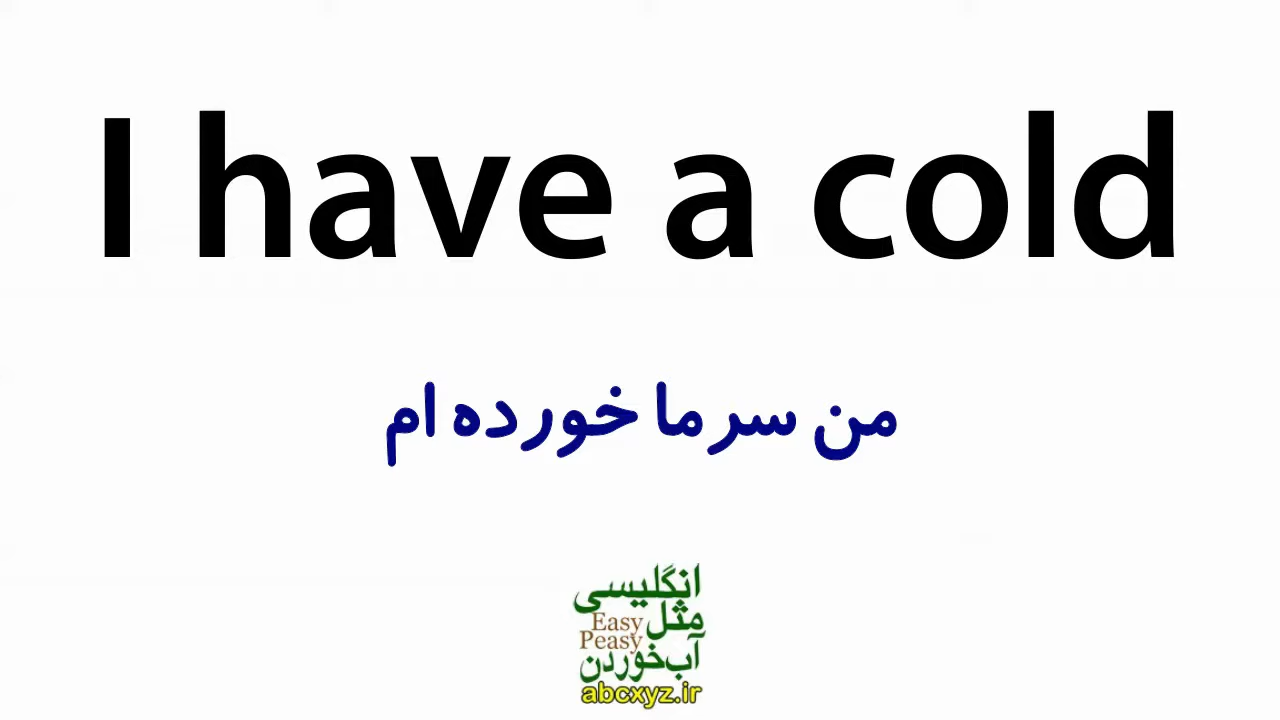 I have a cold
من سرما خورده ام
انگلیسی
مثل Easy
Peasy
آب خوردن
abcxyz.ir